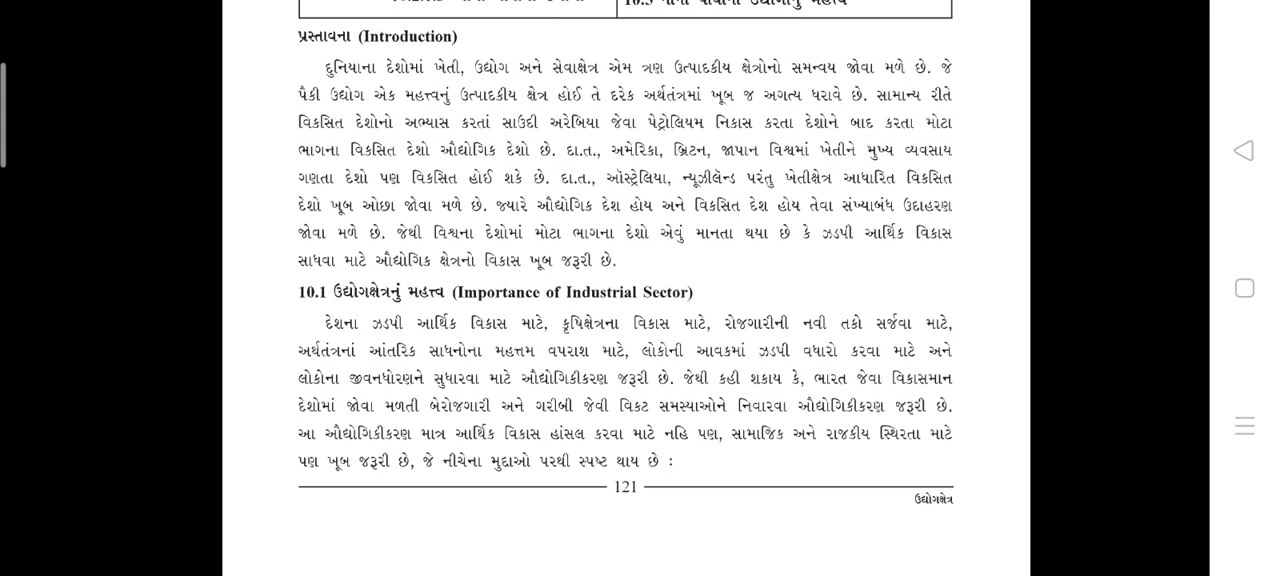 10.5 નાના પાયાના ઉદ્યોગોનું મહત્ત્વ
પ્રસ્તાવના (Introduction)
દુનિયાના દેશોમાં ખેતી, ઉદ્યોગ અને સેવાક્ષેત્ર એમ ત્રણ ઉત્પાદકીય ક્ષેત્રોનો સમન્વય જોવા મળે છે. જે
પૈકી ઉદ્યોગ એક મહત્ત્વનું ઉત્પાદકીય ક્ષેત્ર હોઈ તે દરેક અર્થતંત્રમાં ખૂબ જ અગત્ય ધરાવે છે. સામાન્ય રીતે
વિકસિત દેશોનો અભ્યાસ કરતાં સાઉદી અરેબિયા જેવા પેટ્રોલિયમ નિકાસ કરતા દેશોને બાદ કરતા મોટા
ભાગના વિકસિત દેશો ઔદ્યોગિક દેશો છે. દા.ત., અમેરિકા, બ્રિટન, જાપાન વિશ્વમાં ખેતીને મુખ્ય વ્યવસાય
ગણતા દેશો પણ વિકસિત હોઈ શકે છે. દા.ત., ઑસ્ટ્રેલિયા, ન્યૂઝીલૅન્ડ પરંતુ ખેતીક્ષેત્ર આધારિત વિકસિત
દેશો ખૂબ ઓછા જોવા મળે છે. જ્યારે ઔદ્યોગિક દેશ હોય અને વિકસિત દેશ હોય તેવા સંખ્યાબંધ ઉદાહરણ
જોવા મળે છે. જેથી વિશ્વના દેશોમાં મોટા ભાગના દેશો એવું માનતા થયા છે કે ઝડપી આર્થિક વિકાસ
સાધવા માટે ઔદ્યોગિક ક્ષેત્રનો વિકાસ ખૂબ જરૂરી છે.
10.1 ઉદ્યોગક્ષેત્રનું મહત્ત્વ (Importance of Industrial Sector)
દેશના ઝડપી આર્થિક વિકાસ માટે, કૃષિક્ષેત્રના વિકાસ માટે, રોજગારીની નવી તકો સર્જવા માટે,
અર્થતંત્રનાં આંતરિક સાધનોના મહત્તમ વપરાશ માટે, લોકોની આવકમાં ઝડપી વધારો કરવા માટે અને
લોકોના જીવનધોરણને સુધારવા માટે ઔદ્યોગિકીકરણ જરૂરી છે. જેથી કહી શકાય કે, ભારત જેવા વિકાસમાન
દેશોમાં જોવા મળતી બેરોજગારી અને ગરીબી જેવી વિકટ સમસ્યાઓને નિવારવા ઔદ્યોગિકીકરણ જરૂરી છે.
આ ઔદ્યોગિકીકરણ માત્ર આર્થિક વિકાસ હાંસલ કરવા માટે નહિ પણ, સામાજિક અને રાજકીય સ્થિરતા માટે
પણ ખૂબ જરૂરી છે, જે નીચેના મુદ્દાઓ પરથી સ્પષ્ટ થાય છે :
121
ઉદ્યોગક્ષેત્ર